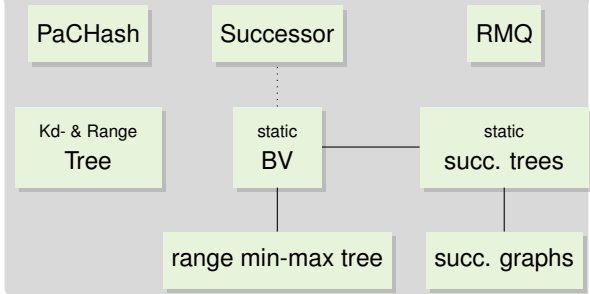 PaCHash
Successor
RMQ
Kd- & Range
Tree
static
BV
static
succ. trees
range min-max tree
succ. graphs